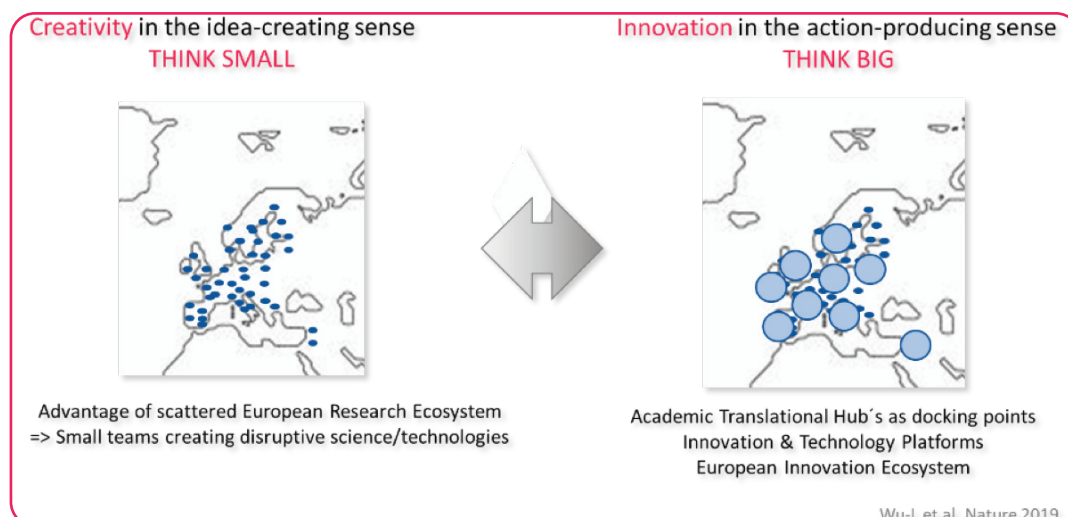 Creativity in the idea-creating sense
THINK SMALL
Advantage of scattered European Research Ecosystem
=> Small teams creating disruptive science/technologies
Innovation in the action-producing sense
THINK BIG
Academic Translational Hub´s as docking points
Innovation & Technology Platforms
European Innovation Ecosystem
Wu-L et al. Nature 2019